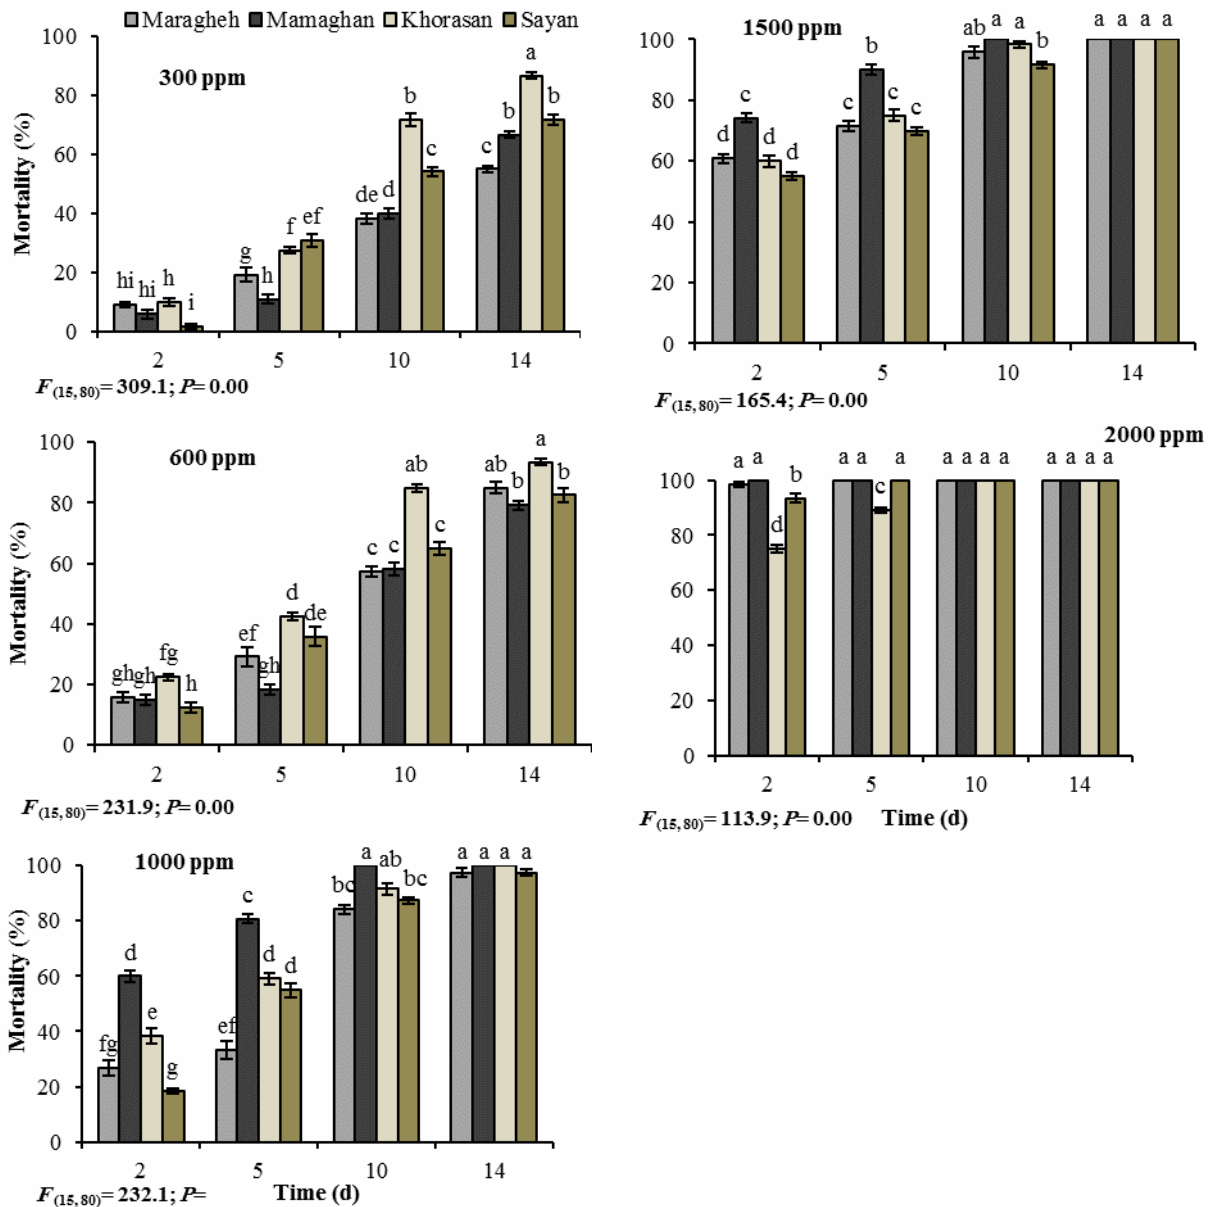 Maragheh Mamaghan Khorasan Sayan
300 ppm
Mortality (%)
100
80
60
40
20
0
hi hi h i
g h f ef
de d b c
c b a b
2 5 10 14
F(15, 80)= 309.1; P= 0.00
600 ppm
Mortality (%)
100
80
60
40
20
0
gh gh fg h
ef gh d de
c c ab c
ab b a b
2 5 10 14
F(15, 80)= 231.9; P= 0.00
1000 ppm
Mortality (%)
100
80
60
40
20
0
fg d e g
ef c d d
bc a ab bc
a a a a
2 5 10 14
F(15, 80)= 232.1; P= Time (d)
1500 ppm
100
80
60
40
20
0
d c d d
c b c c
ab a a b
a a a a
2 5 10 14
F(15, 80)= 165.4; P= 0.00
2000 ppm
100
80
60
40
20
0
a a d b
a a c a
a a a a
a a a a
2 5 10 14
F(15, 80)= 113.9; P= 0.00 Time (d)